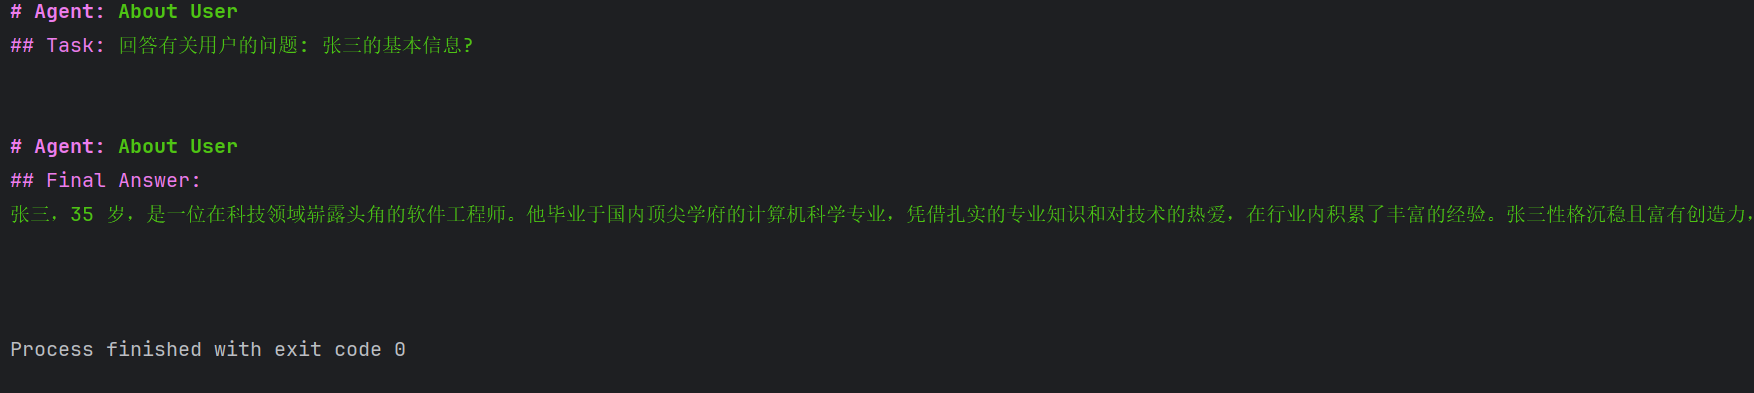 # Agent: About User
## Task: 回答有关用户的问题: 张三的基本信息?
# Agent: About User
## Final Answer:
张三，35 岁，是一位在科技领域崭露头角的软件工程师。他毕业于国内顶尖学府的计算机科学专业，凭借扎实的专业知识和对技术的热爱，在行业内积累了丰富的经验。张三性格沉稳且富有创造力，
Process finished with exit code 0